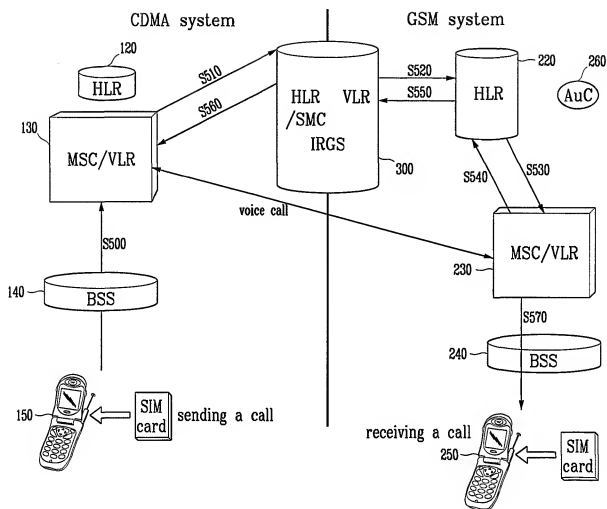 CDMA system
GSM system
120
HLR
130
MSC/VLR
S510
S560
HLR
/SMC
VLR
IRGS
300
S520
S550
220
HLR
260
AuC
S540
S530
voice call
S500
230
MSC/VLR
140
BSS
S570
240
BSS
150
SIM
card
sending a call
receiving a call
250
SIM
card